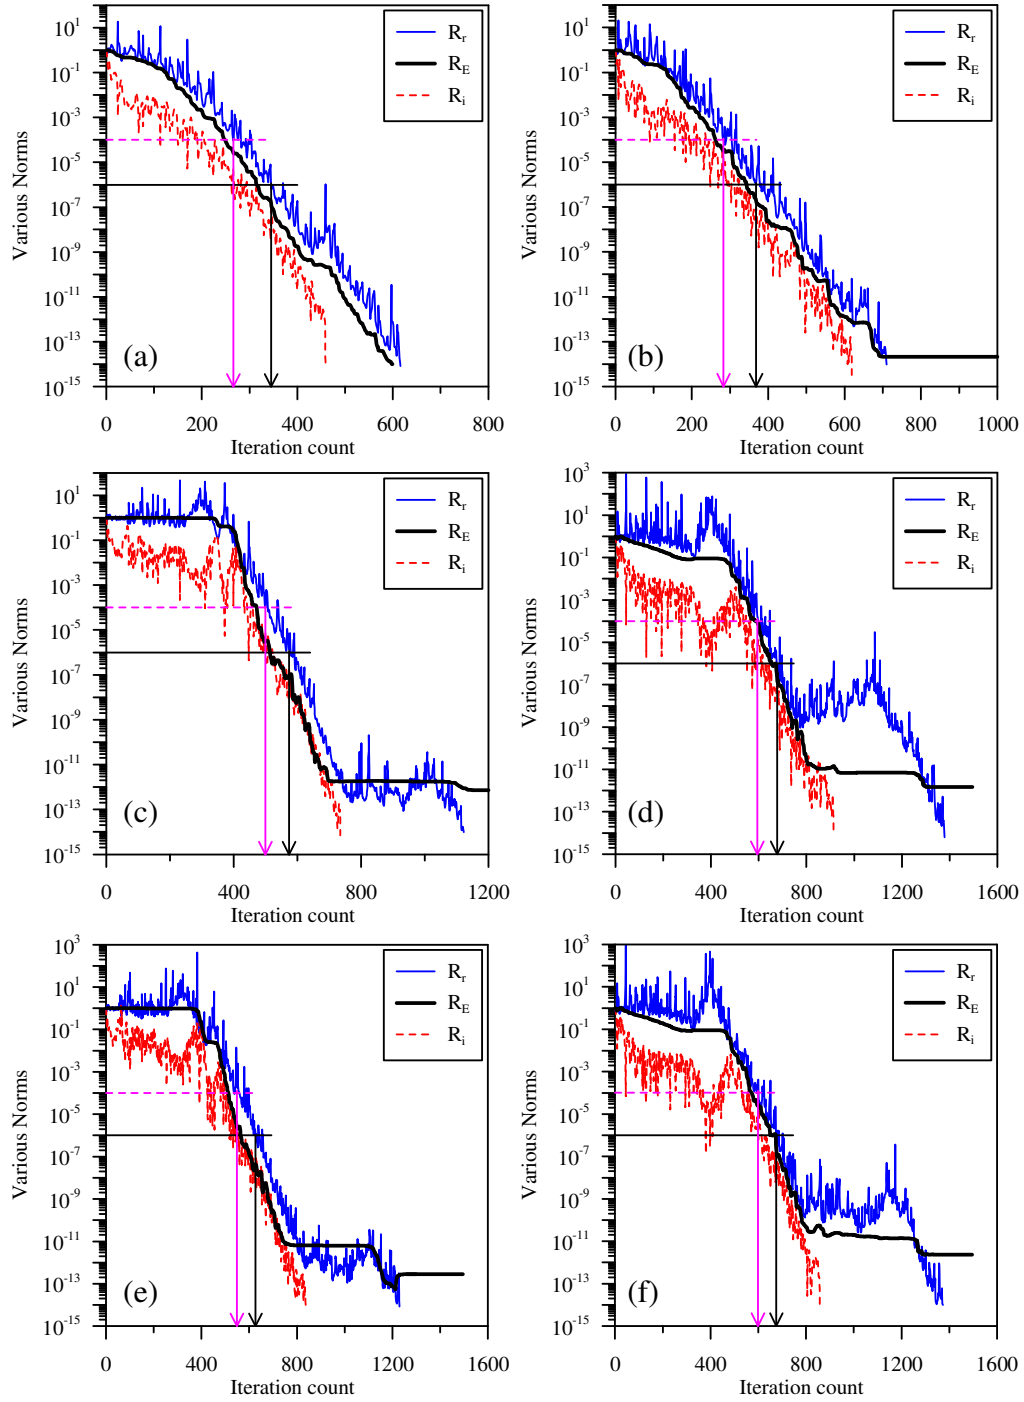 10^1
10^-1
10^-3
10^-5
10^-7
10^-9
10^-11
10^-13
10^-15
Various Norms
R_r
R_E
R_i
(a)
0 200 400 600 800
Iteration count
10^1
10^-1
10^-3
10^-5
10^-7
10^-9
10^-11
10^-13
10^-15
Various Norms
R_r
R_E
R_i
(b)
0 200 400 600 800 1000
Iteration count
10^1
10^-1
10^-3
10^-5
10^-7
10^-9
10^-11
10^-13
10^-15
Various Norms
R_r
R_E
R_i
(c)
0 400 800 1200
Iteration count
10^3
10^1
10^-1
10^-3
10^-5
10^-7
10^-9
10^-11
10^-13
10^-15
Various Norms
R_r
R_E
R_i
(d)
0 400 800 1200 1600
Iteration count
10^3
10^1
10^-1
10^-3
10^-5
10^-7
10^-9
10^-11
10^-13
10^-15
Various Norms
R_r
R_E
R_i
(e)
0 400 800 1200 1600
Iteration count
10^3
10^1
10^-1
10^-3
10^-5
10^-7
10^-9
10^-11
10^-13
10^-15
Various Norms
R_r
R_E
R_i
(f)
0 400 800 1200 1600
Iteration count